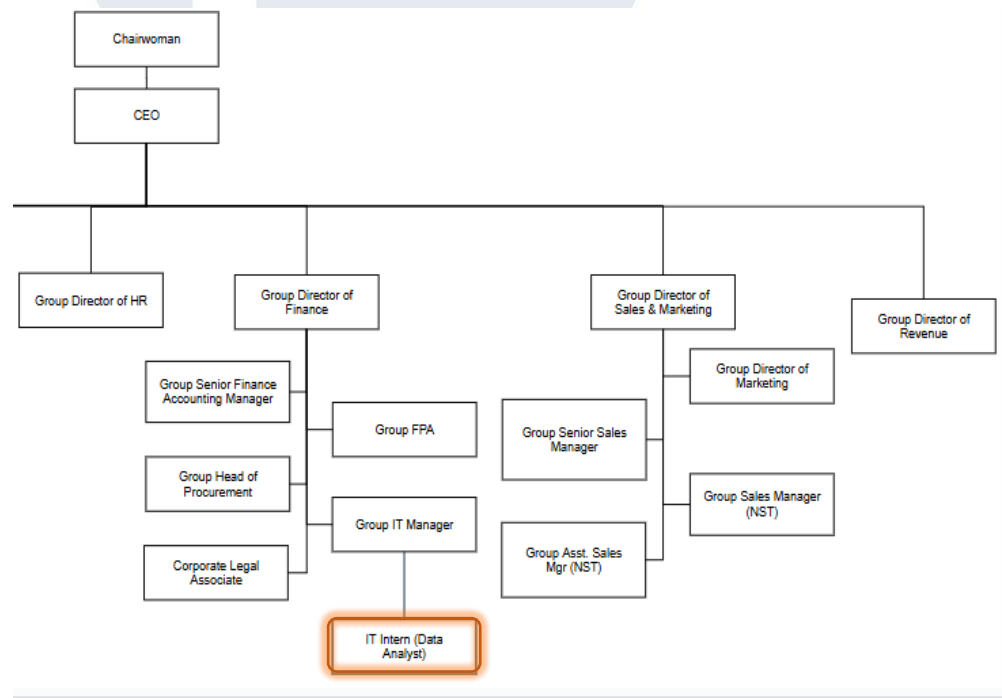 Chairwoman
CEO
Group Director of HR
Group Director of
Finance
Group Director of
Sales & Marketing
Group Director of
Revenue
Group Senior Finance
Accounting Manager
Group FPA
Group Head of
Procurement
Group IT Manager
Corporate Legal
Associate
IT Intern (Data
Analyst)
Group Director of
Marketing
Group Senior Sales
Manager
Group Sales Manager
(NST)
Group Asst. Sales
Mgr (NST)